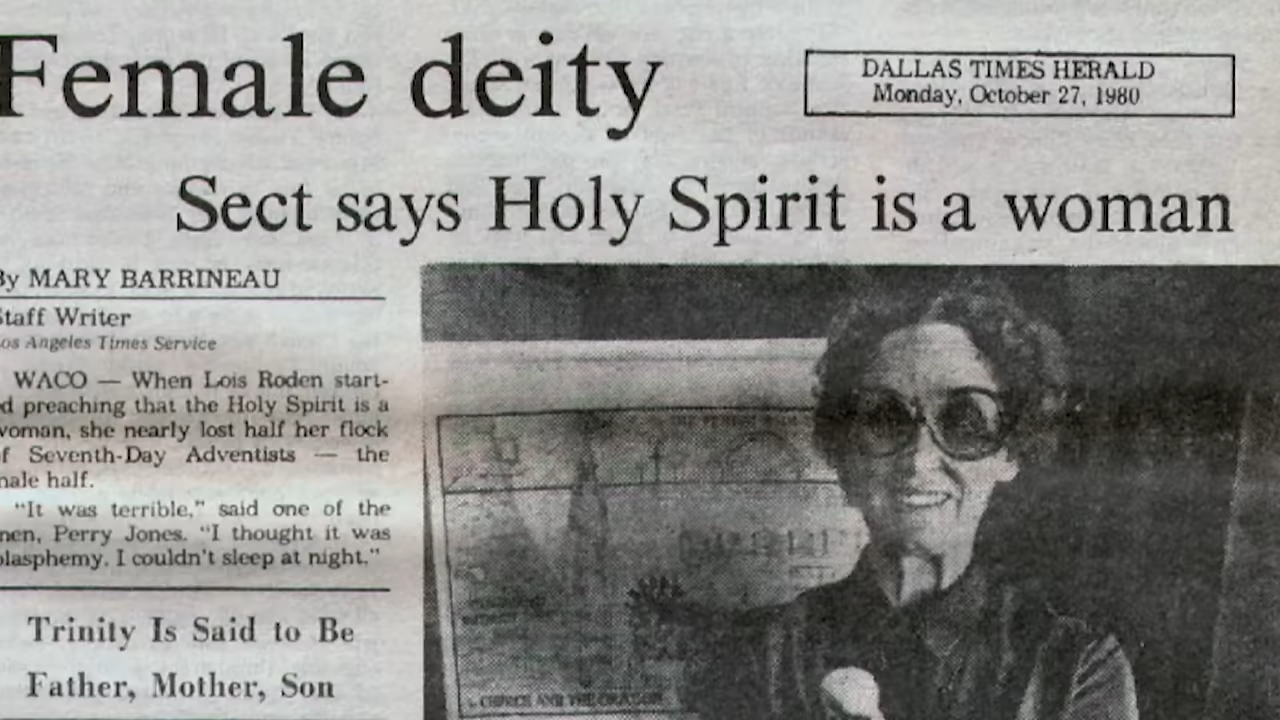 Female deity
DALLAS TIMES HERALD
Monday, October 27, 1980
Sect says Holy Spirit is a woman
By MARY BARRINEAU
Staff Writer
os Angeles Times Service
WACO — When Lois Roden start-
d preaching that the Holy Spirit is a
woman, she nearly lost half her flock
f Seventh-Day Adventists — the
male half.
"It was terrible," said one of the
men, Perry Jones. "I thought it was
blasphemy. I couldn't sleep at night."
Trinity Is Said to Be
Father, Mother, Son